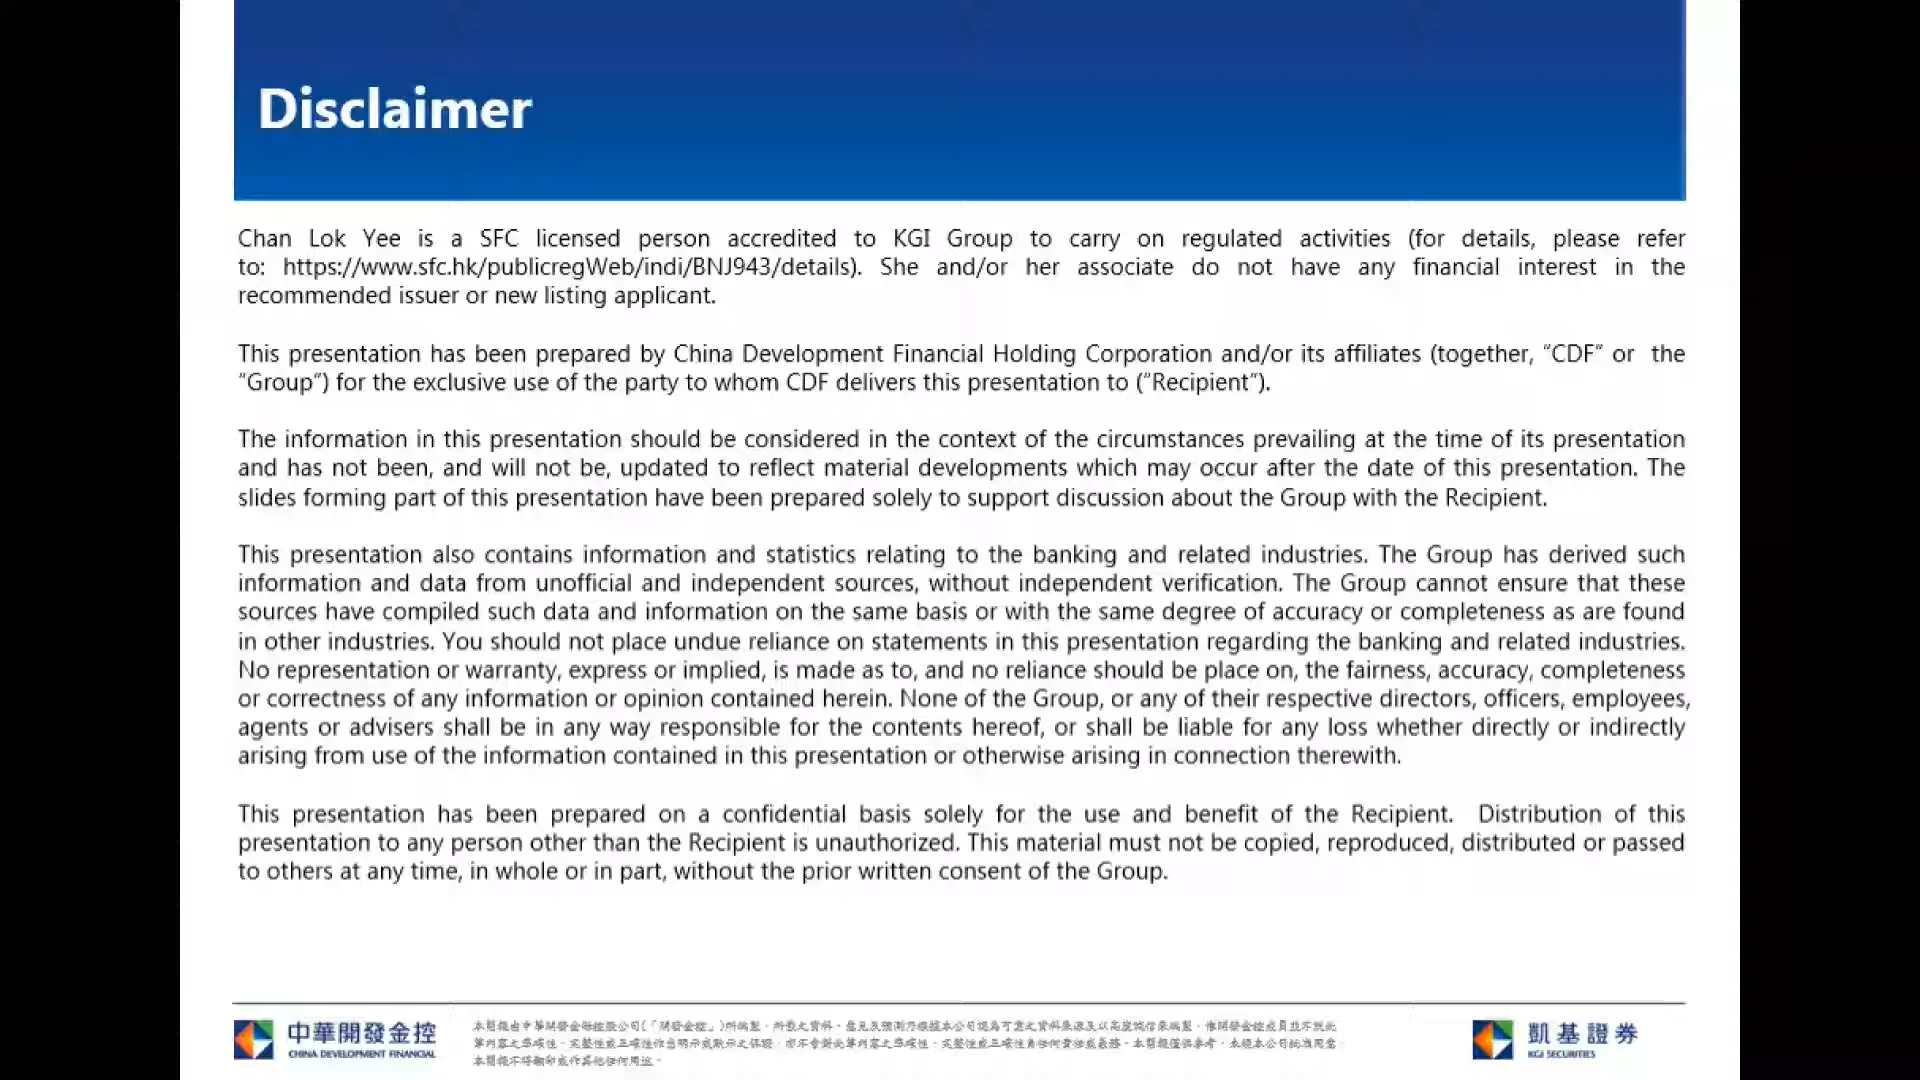 Disclaimer
Chan Lok Yee is a SFC licensed person accredited to KGI Group to carry on regulated activities (for details, please refer
to: https://www.sfc.hk/publicregWeb/indi/BNJ943/details). She and/or her associate do not have any financial interest in the
recommended issuer or new listing applicant.
This presentation has been prepared by China Development Financial Holding Corporation and/or its affiliates (together, “CDF” or the
“Group”) for the exclusive use of the party to whom CDF delivers this presentation to (“Recipient”).
The information in this presentation should be considered in the context of the circumstances prevailing at the time of its presentation
and has not been, and will not be, updated to reflect material developments which may occur after the date of this presentation. The
slides forming part of this presentation have been prepared solely to support discussion about the Group with the Recipient.
This presentation also contains information and statistics relating to the banking and related industries. The Group has derived such
information and data from unofficial and independent sources, without independent verification. The Group cannot ensure that these
sources have compiled such data and information on the same basis or with the same degree of accuracy or completeness as are found
in other industries. You should not place undue reliance on statements in this presentation regarding the banking and related industries.
No representation or warranty, express or implied, is made as to, and no reliance should be place on, the fairness, accuracy, completeness
or correctness of any information or opinion contained herein. None of the Group, or any of their respective directors, officers, employees,
agents or advisers shall be in any way responsible for the contents hereof, or shall be liable for any loss whether directly or indirectly
arising from use of the information contained in this presentation or otherwise arising in connection therewith.
This presentation has been prepared on a confidential basis solely for the use and benefit of the Recipient. Distribution of this
presentation to any person other than the Recipient is unauthorized. This material must not be copied, reproduced, distributed or passed
to others at any time, in whole or in part, without the prior written consent of the Group.
中華開發金控
CHINA DEVELOPMENT FINANCIAL
凱基證券
KGI SECURITIES